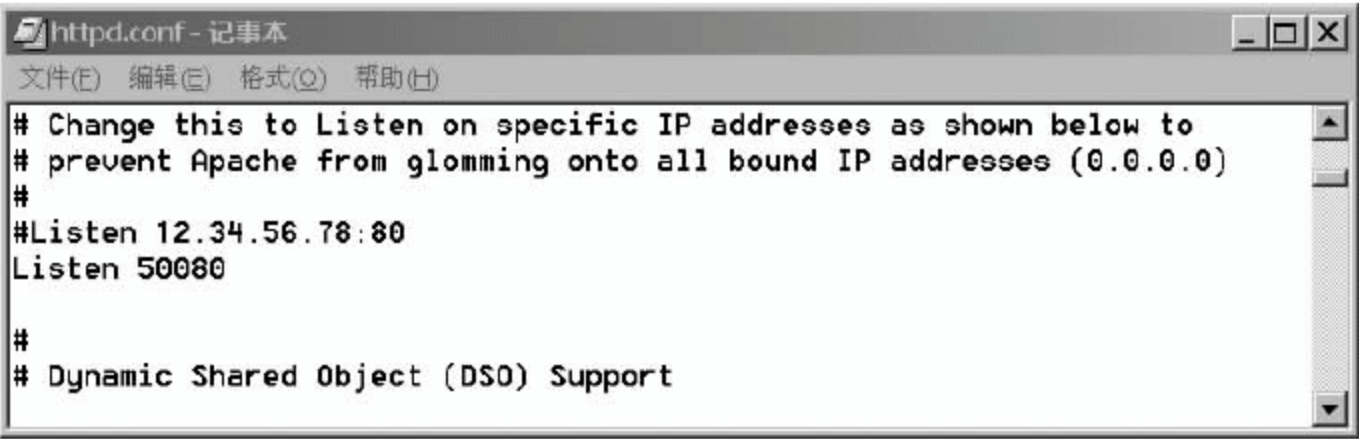 httpd.conf - 记事本
文件(F) 编辑(E) 格式(O) 帮助(H)
# Change this to Listen on specific IP addresses as shown below to
# prevent Apache from glomming onto all bound IP addresses (0.0.0.0)
#
#Listen 12.34.56.78:80
Listen 50080
#
# Dynamic Shared Object (DSO) Support